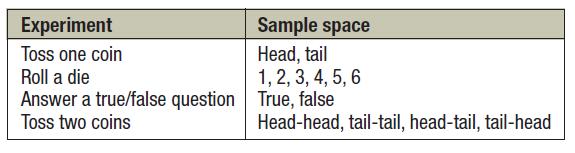 Experiment Sample space
Toss one coin Head, tail
Roll a die 1, 2, 3, 4, 5, 6
Answer a true/false question True, false
Toss two coins Head-head, tail-tail, head-tail, tail-head